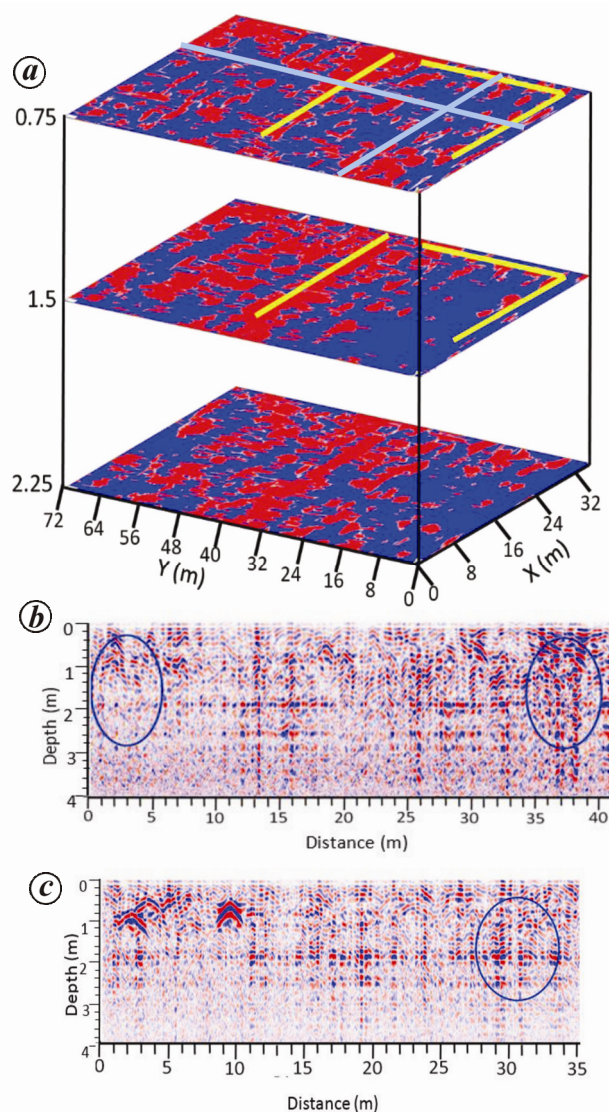 a
0.75
1.5
2.25
72 64 56 48 40 32 24 16 8 0
Y (m)
0 8 16 24 32
X (m)
b
0
1
2
3
4
Depth (m)
0 5 10 15 20 25 30 35 40
Distance (m)
c
0
1
2
3
4
Depth (m)
0 5 10 15 20 25 30 35
Distance (m)